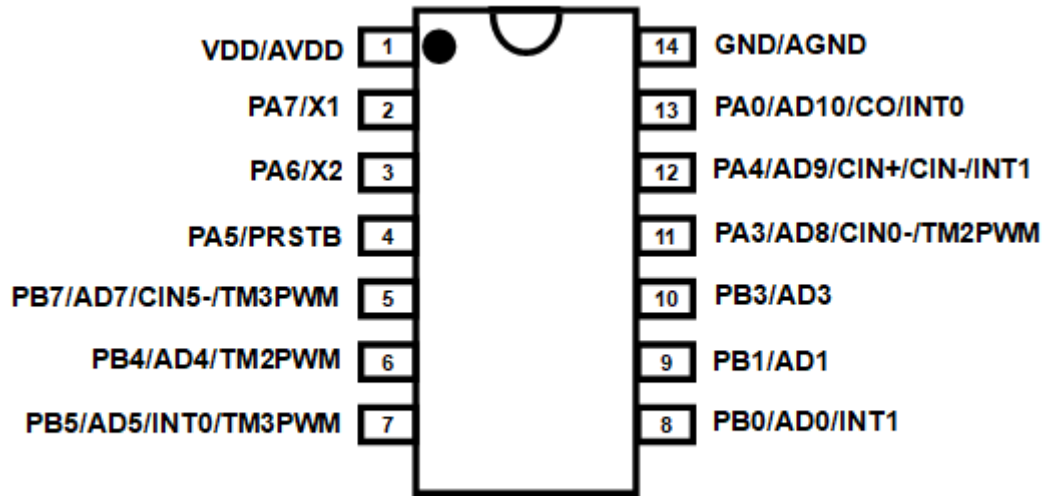 VDD/AVDD 1 14 GND/AGND
PA7/X1 2 13 PA0/AD10/CO/INT0
PA6/X2 3 12 PA4/AD9/CIN+/CIN-/INT1
PA5/PRSTB 4 11 PA3/AD8/CIN0-/TM2PWM
PB7/AD7/CIN5-/TM3PWM 5 10 PB3/AD3
PB4/AD4/TM2PWM 6 9 PB1/AD1
PB5/AD5/INT0/TM3PWM 7 8 PB0/AD0/INT1